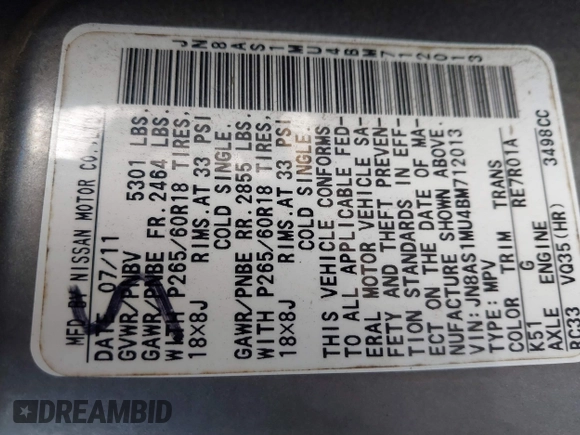 JN8AS1MU4BM712013
MFD BY NISSAN MOTOR CO.,LTD.
DATE 07/11
GVWR/PNBV 5301 LBS.
GAWR/PNBE FR. 2464 LBS.
WITH P265/60R18 TIRES,
18X8J RIMS.AT 33 PSI
COLD SINGLE.
GAWR/PNBE RR. 2855 LBS.
WITH P265/60R18 TIRES,
18X8J RIMS.AT 33 PSI
COLD SINGLE.
THIS VEHICLE CONFORMS
TO ALL APPLICABLE FED-
ERAL MOTOR VEHICLE SA-
FETY AND THEFT PREVEN-
TION STANDARDS IN EFF-
ECT ON THE DATE OF MA-
NUFACTURE SHOWN ABOVE.
VIN: JN8AS1MU4BM712013
TYPE: MPV
COLOR TRIM TRANS
K51 G RE7R01A-
AXLE ENGINE 3498CC
RC33 VQ35(HR)
DREAMBID